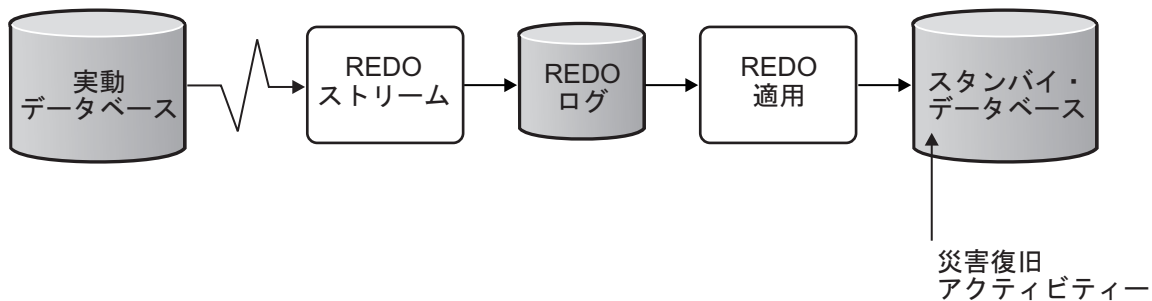 実動
データベース
REDO
ストリーム
REDO
ログ
REDO
適用
スタンバイ・
データベース
災害復旧
アクティビティー